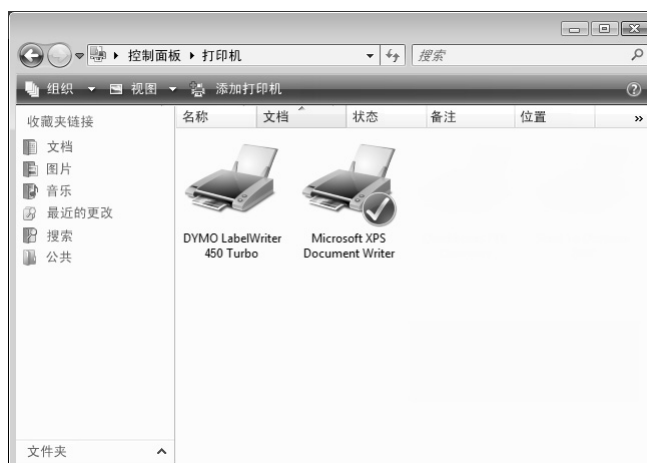 控制面板 打印机 搜索
组织 视图 添加打印机
收藏夹链接
名称 文档 状态 备注 位置
文档
图片
音乐
最近的更改
搜索
公共
DYMO LabelWriter
450 Turbo
Microsoft XPS
Document Writer
文件夹